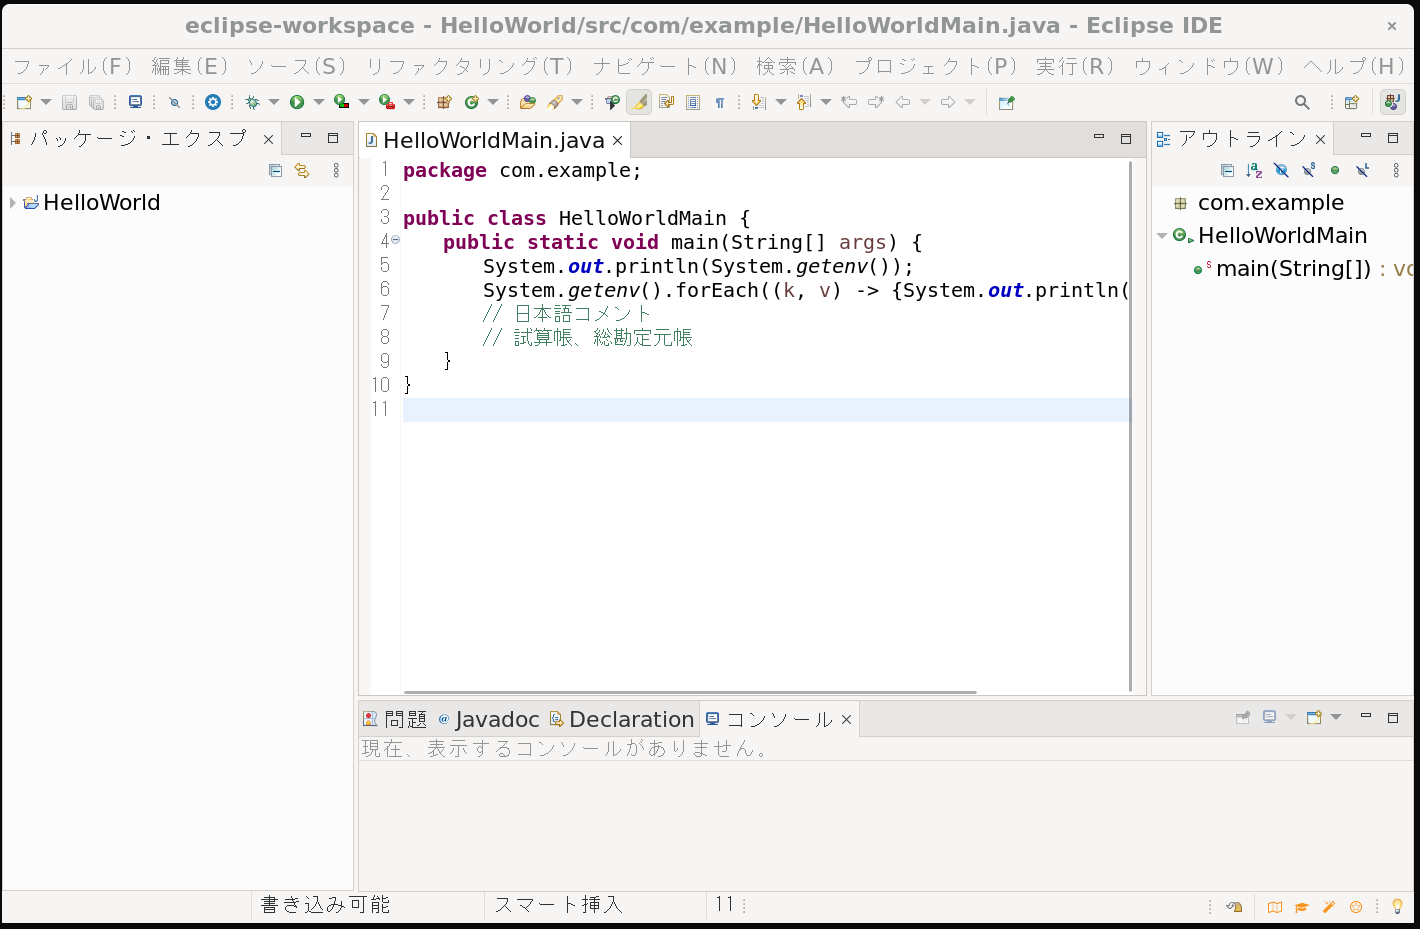 eclipse-workspace - HelloWorld/src/com/example/HelloWorldMain.java - Eclipse IDE
ファイル(F) 編集(E) ソース(S) リファクタリング(T) ナビゲート(N) 検索(A) プロジェクト(P) 実行(R) ウィンドウ(W) ヘルプ(H)
パッケージ・エクスプ
HelloWorld
HelloWorldMain.java
1 package com.example;
2
3 public class HelloWorldMain {
4 public static void main(String[] args) {
5 System.out.println(System.getenv());
6 System.getenv().forEach((k, v) -> {System.out.println(
7 // 日本語コメント
8 // 試算帳、総勘定元帳
9 }
10 }
11
アウトライン
com.example
HelloWorldMain
main(String[]) : vo
問題 @ Javadoc Declaration コンソール
現在、表示するコンソールがありません。
書き込み可能 スマート挿入 11